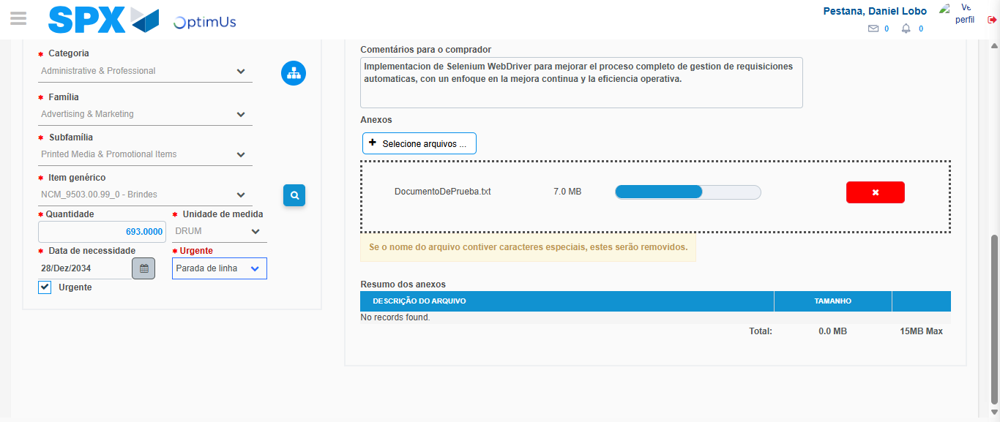 SPX
OptimUs
Pestana, Daniel Lobo
Ve
perfil
0
0
* Categoria
Administrative & Professional
* Família
Advertising & Marketing
* Subfamília
Printed Media & Promotional Items
* Item genérico
NCM_9503.00.99_0 - Brindes
* Quantidade
* Unidade de medida
693.0000
DRUM
* Data de necessidade
* Urgente
28/Dez/2034
Parada de linha
Urgente
Comentários para o comprador
Implementacion de Selenium WebDriver para mejorar el proceso completo de gestion de requisiciones
automaticas, con un enfoque en la mejora continua y la eficiencia operativa.
Anexos
Selecione arquivos ...
DocumentoDePrueba.txt
7.0 MB
Se o nome do arquivo contiver caracteres especiais, estes serão removidos.
Resumo dos anexos
DESCRIÇÃO DO ARQUIVO
TAMANHO
No records found.
Total:
0.0 MB
15MB Max